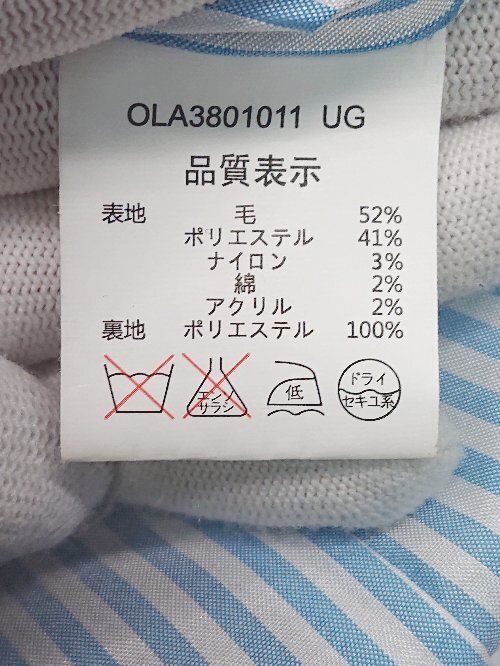 OLA3801011 UG
品質表示
表地 毛 52%
ポリエステル 41%
ナイロン 3%
綿 2%
アクリル 2%
裏地 ポリエステル 100%
エンソ
サラシ
低
ドライ
セキユ系